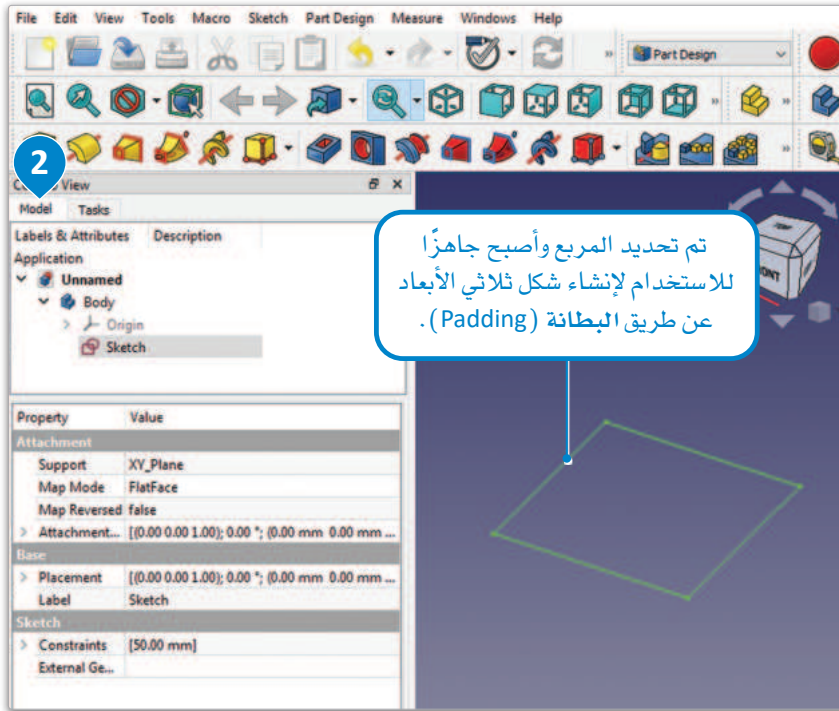 File Edit View Tools Macro Sketch Part Design Measure Windows Help
Part Design
2
View
Model Tasks
Labels & Attributes Description
Application
Unnamed
Body
Origin
Sketch
تم تحديد المربع وأصبح جاهزًا
للاستخدام لإنشاء شكل ثلاثي الأبعاد
عن طريق البطانة (Padding).
Property Value
Attachment
Support XY_Plane
Map Mode FlatFace
Map Reversed false
Attachment... [(0.00 0.00 1.00); 0.00 °; (0.00 mm 0.00 mm ...
Base
Placement [(0.00 0.00 1.00); 0.00 °; (0.00 mm 0.00 mm ...
Label Sketch
Sketch
Constraints [50.00 mm]
External Ge...